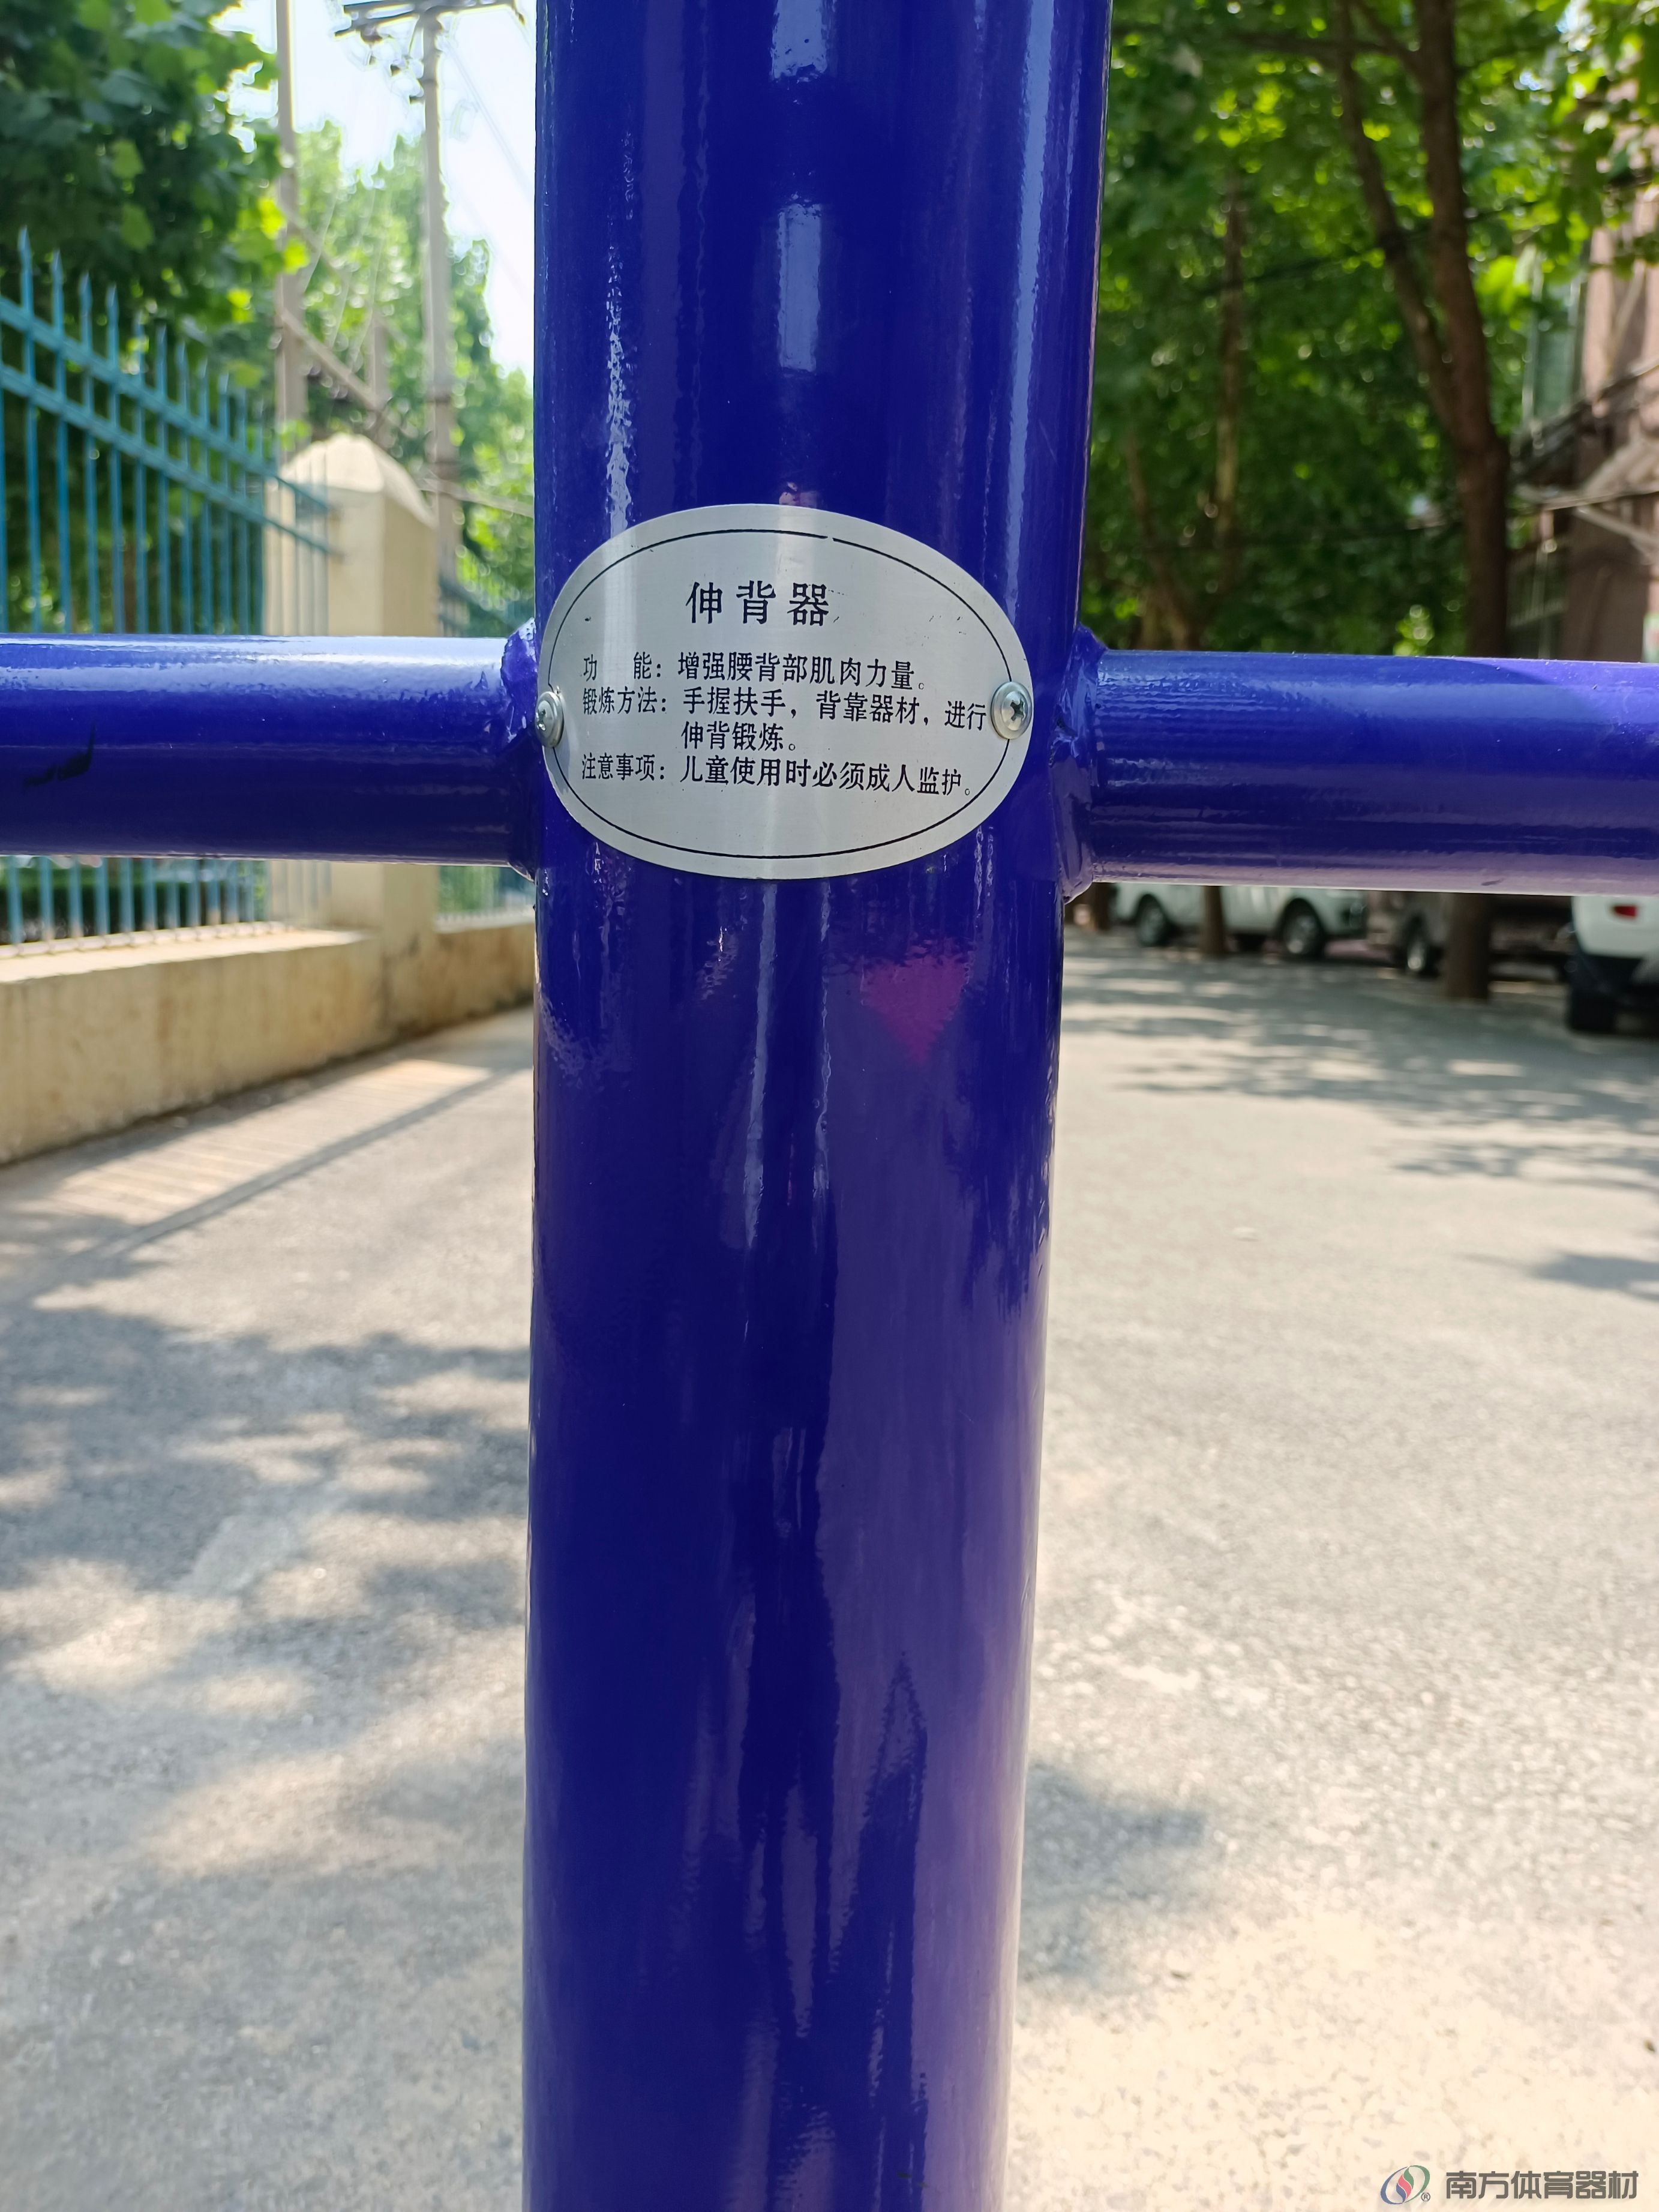 伸背器
功　能：增强腰背部肌肉力量。
锻炼方法：手握扶手，背靠器材，进行
伸背锻炼。
注意事项：儿童使用时必须成人监护。
® 南方体育器材